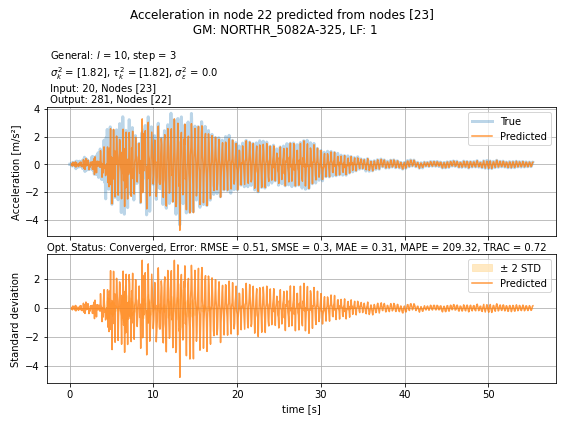 Acceleration in node 22 predicted from nodes [23]
GM: NORTHR_5082A-325, LF: 1
General: l = 10, step = 3
σ²ₖ = [1.82], τ²ₖ = [1.82], σ²_ε = 0.0
Input: 20, Nodes [23]
Output: 281, Nodes [22]
Acceleration [m/s²]
4
2
0
−2
−4
True
Predicted
Opt. Status: Converged, Error: RMSE = 0.51, SMSE = 0.3, MAE = 0.31, MAPE = 209.32, TRAC = 0.72
Standard deviation
2
0
−2
−4
± 2 STD
Predicted
0 10 20 30 40 50
time [s]